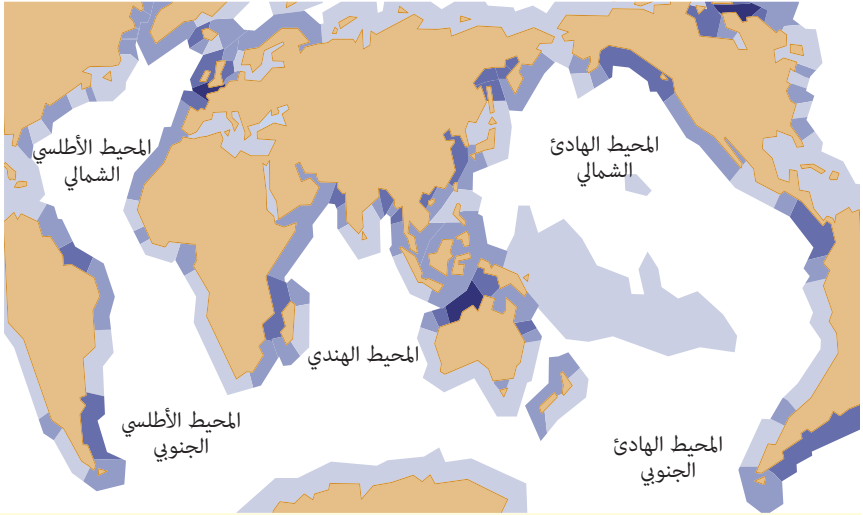 المحيط الأطلسي
الشمالي
المحيط الهادئ
الشمالي
المحيط الهندي
المحيط الأطلسي
الجنوبي
المحيط الهادئ
الجنوبي